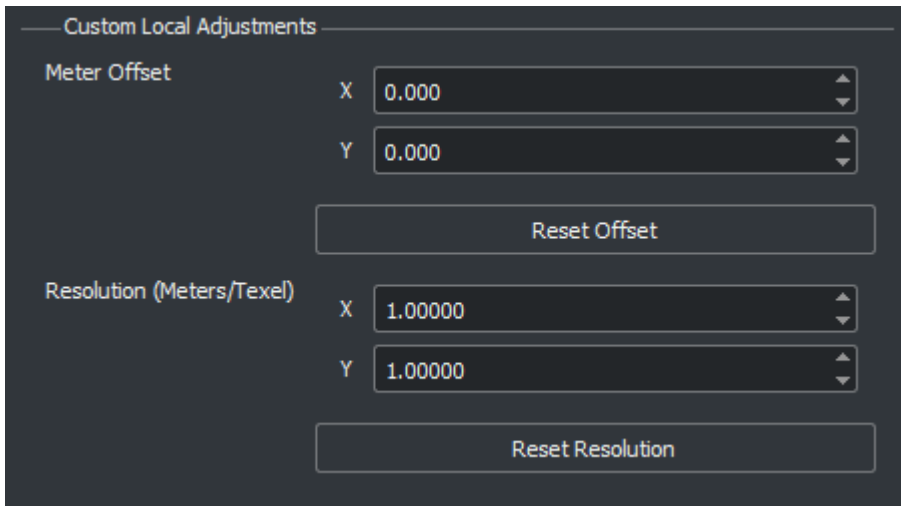 Custom Local Adjustments
Meter Offset
X 0.000
Y 0.000
Reset Offset
Resolution (Meters/Texel)
X 1.00000
Y 1.00000
Reset Resolution